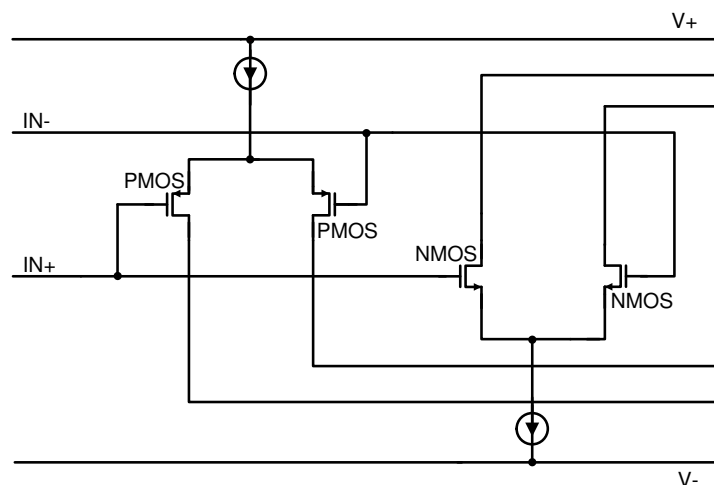 V+
IN-
PMOS
PMOS
NMOS
IN+
NMOS
V-